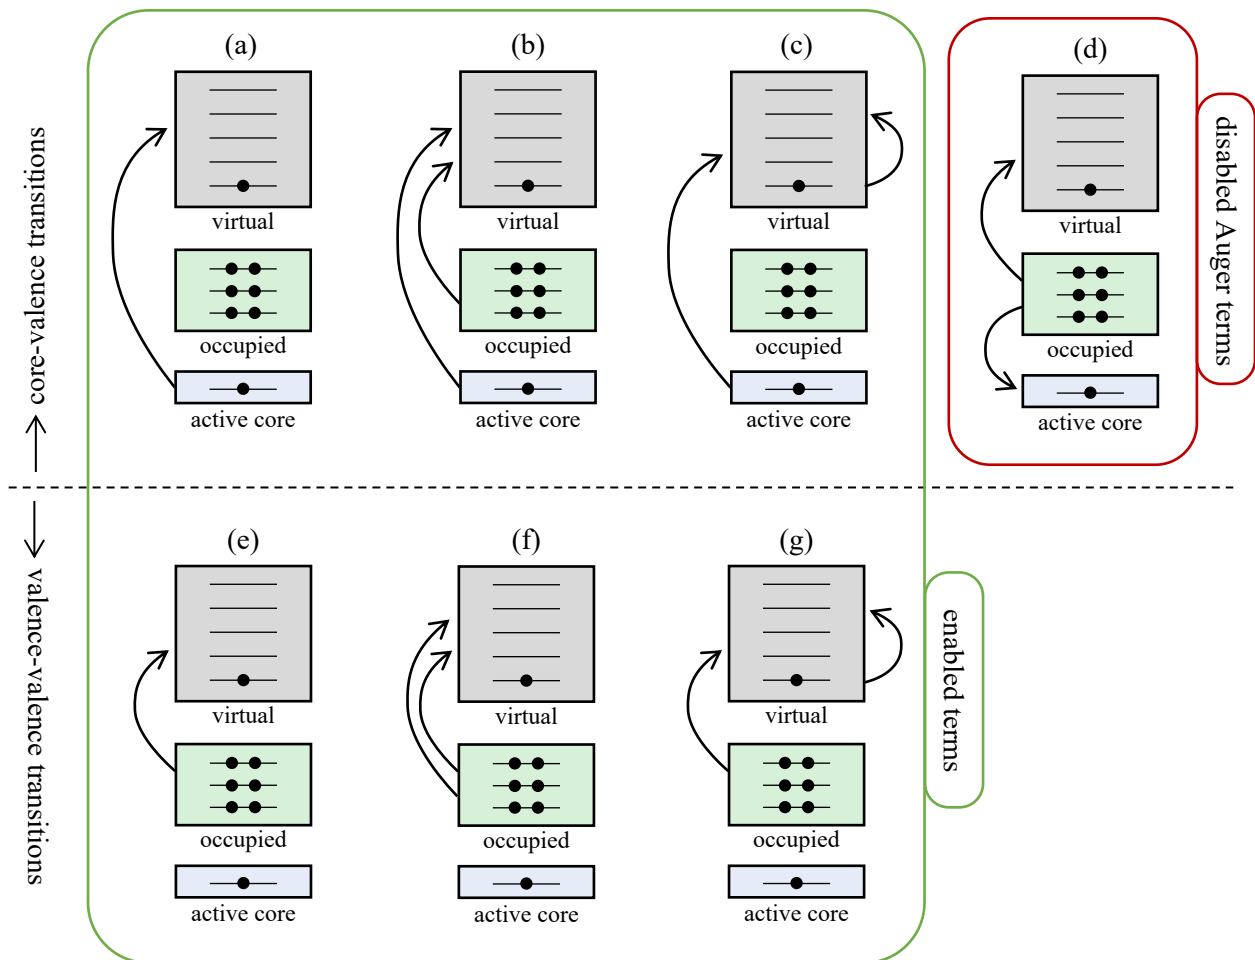 (a)
(b)
(c)
(d)
virtual
virtual
virtual
virtual
occupied
occupied
occupied
occupied
active core
active core
active core
active core
core-valence transitions
disabled Auger terms
(e)
(f)
(g)
virtual
virtual
virtual
occupied
occupied
occupied
active core
active core
active core
valence-valence transitions
enabled terms